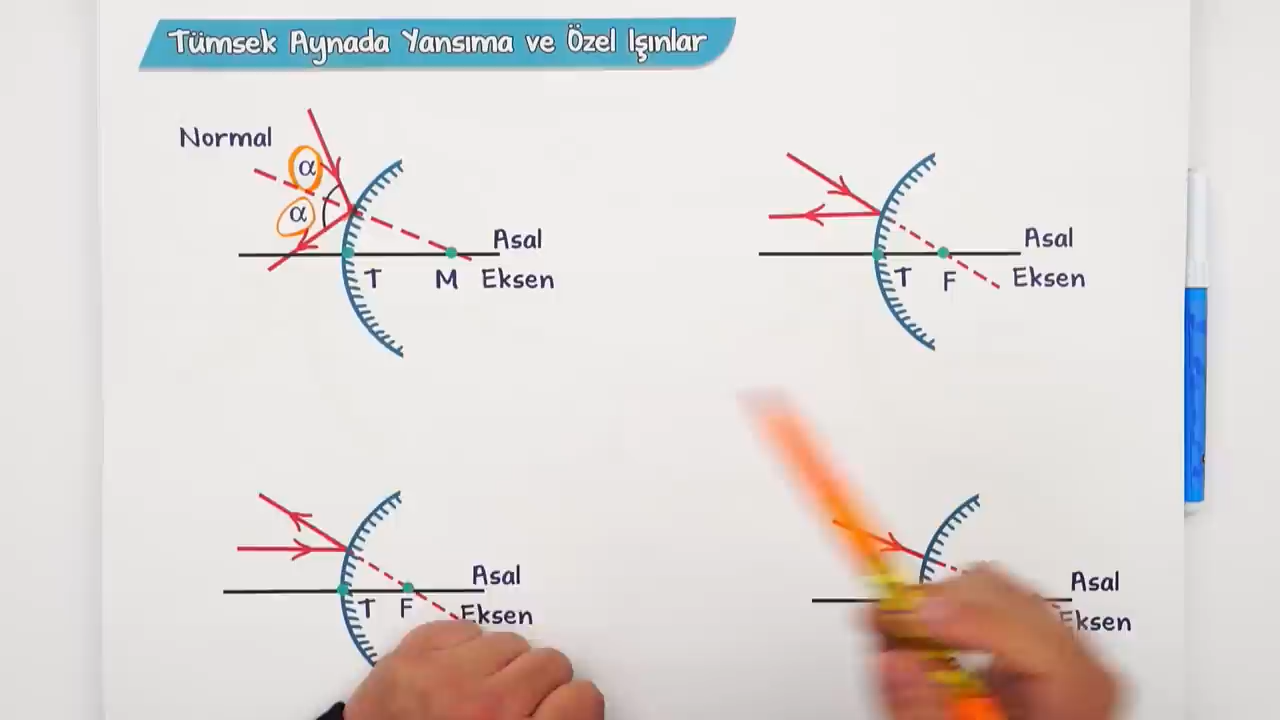 Tümsek Aynada Yansıma ve Özel Işınlar
Normal
α
α
Asal
T M Eksen
Asal
T F Eksen
Asal
T F Eksen
Asal
Eksen